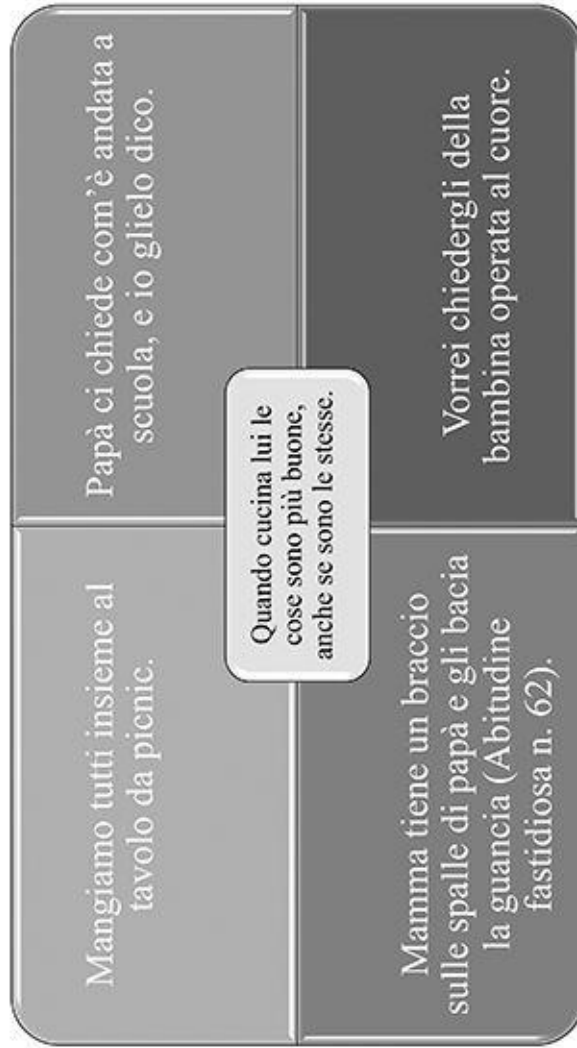 Mangiamo tutti insieme al
tavolo da picnic.
Papà ci chiede com'è andata a
scuola, e io glielo dico.
Quando cucina lui le
cose sono più buone,
anche se sono le stesse.
Mamma tiene un braccio
sulle spalle di papà e gli bacia
la guancia (Abitudine
fastidiosa n. 62).
Vorrei chiedergli della
bambina operata al cuore.